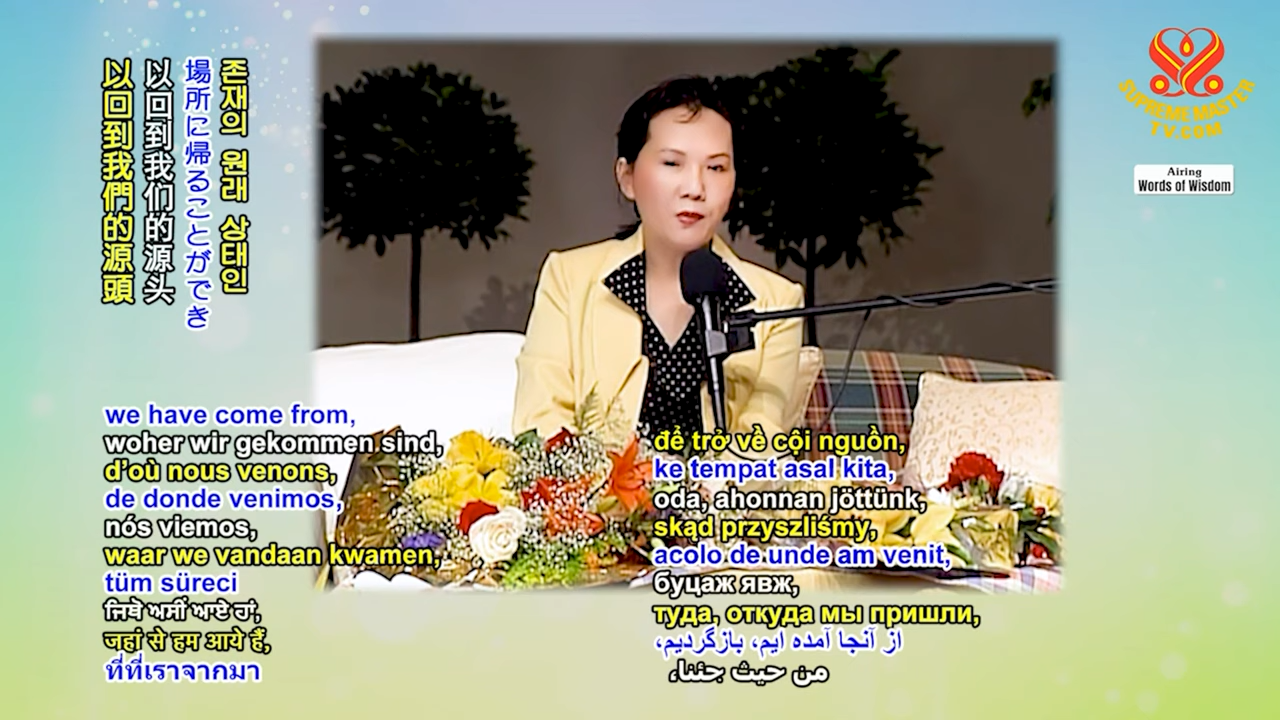 존재의 원래 상태인
場所に帰ることができ
以回到我们的源头
以回到我們的源頭
SUPREME MASTER
TV.COM
Airing
Words of Wisdom
we have come from,
woher wir gekommen sind,
d'où nous venons,
de donde venimos,
nós viemos,
waar we vandaan kwamen,
tüm süreci
ਜਿਥੋਂ ਅਸੀਂ ਆਏ ਹਾਂ,
जहां से हम आये हैं,
ที่ที่เราจากมา
để trở về cội nguồn,
ke tempat asal kita,
oda, ahonnan jöttünk,
skąd przyszliśmy,
acolo de unde am venit,
буцаж явж,
туда, откуда мы пришли,
از آنجا آمده ایم، بازگردیم،
من حيث جئنا،